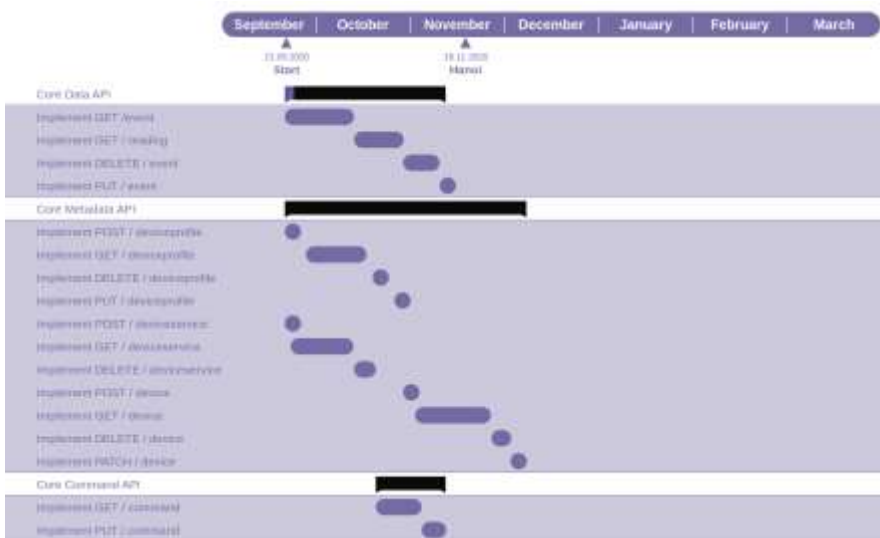 September October November December January February March
Start Hanoi
Core Data API
Implement GET /event
Implement GET / reading
Implement DELETE / event
Implement PUT / event
Core Metadata API
Implement POST / deviceprofile
Implement GET / deviceprofile
Implement DELETE / deviceprofile
Implement PUT / deviceprofile
Implement POST / deviceservice
Implement GET / deviceservice
Implement DELETE / deviceservice
Implement POST / device
Implement GET / device
Implement DELETE / device
Implement PATCH / device
Core Command API
Implement GET / command
Implement PUT / command